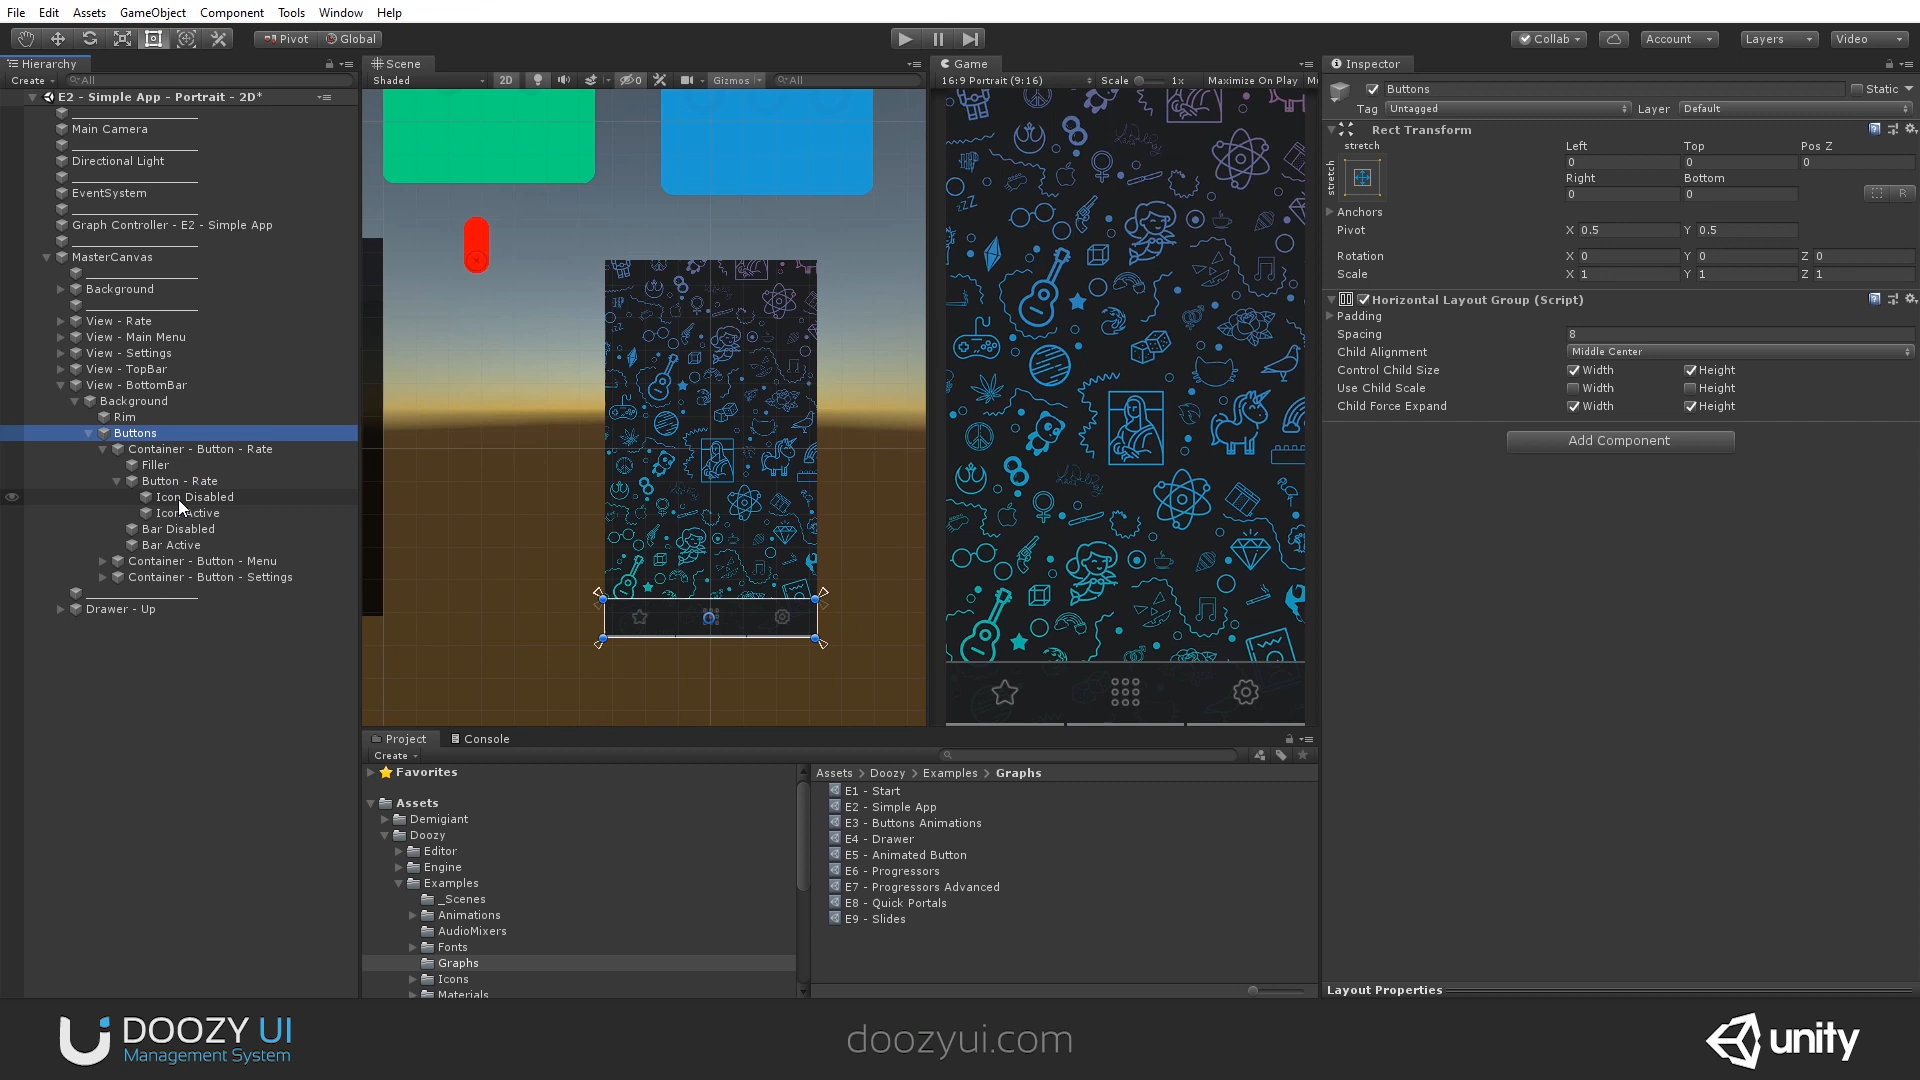 File Edit Assets GameObject Component Tools Window Help
Pivot Global
Collab Account Layers Video
Hierarchy
Create All
E2 - Simple App - Portrait - 2D*
Main Camera
Directional Light
EventSystem
Graph Controller - E2 - Simple App
MasterCanvas
Background
View - Rate
View - Main Menu
View - Settings
View - TopBar
View - BottomBar
Background
Rim
Buttons
Container - Button - Rate
Filler
Button - Rate
Icon Disabled
Icon Active
Bar Disabled
Bar Active
Container - Button - Menu
Container - Button - Settings
Drawer - Up
Scene
Shaded 2D 0 Gizmos All
Game
16:9 Portrait (9:16) Scale 1x Maximize On Play M
Project Console
Create
Favorites
Assets
Demigiant
Doozy
Editor
Engine
Examples
_Scenes
Animations
AudioMixers
Fonts
Graphs
Icons
Materials
Assets > Doozy > Examples > Graphs
E1 - Start
E2 - Simple App
E3 - Buttons Animations
E4 - Drawer
E5 - Animated Button
E6 - Progressors
E7 - Progressors Advanced
E8 - Quick Portals
E9 - Slides
Inspector
Buttons Static
Tag Untagged Layer Default
Rect Transform
stretch
stretch
Left Top Pos Z
0 0 0
Right Bottom
0 0
R
Anchors
Pivot X 0.5 Y 0.5
Rotation X 0 Y 0 Z 0
Scale X 1 Y 1 Z 1
Horizontal Layout Group (Script)
Padding
Spacing 8
Child Alignment Middle Center
Control Child Size Width Height
Use Child Scale Width Height
Child Force Expand Width Height
Add Component
Layout Properties
DOOZY UI
Management System
doozyui.com
unity